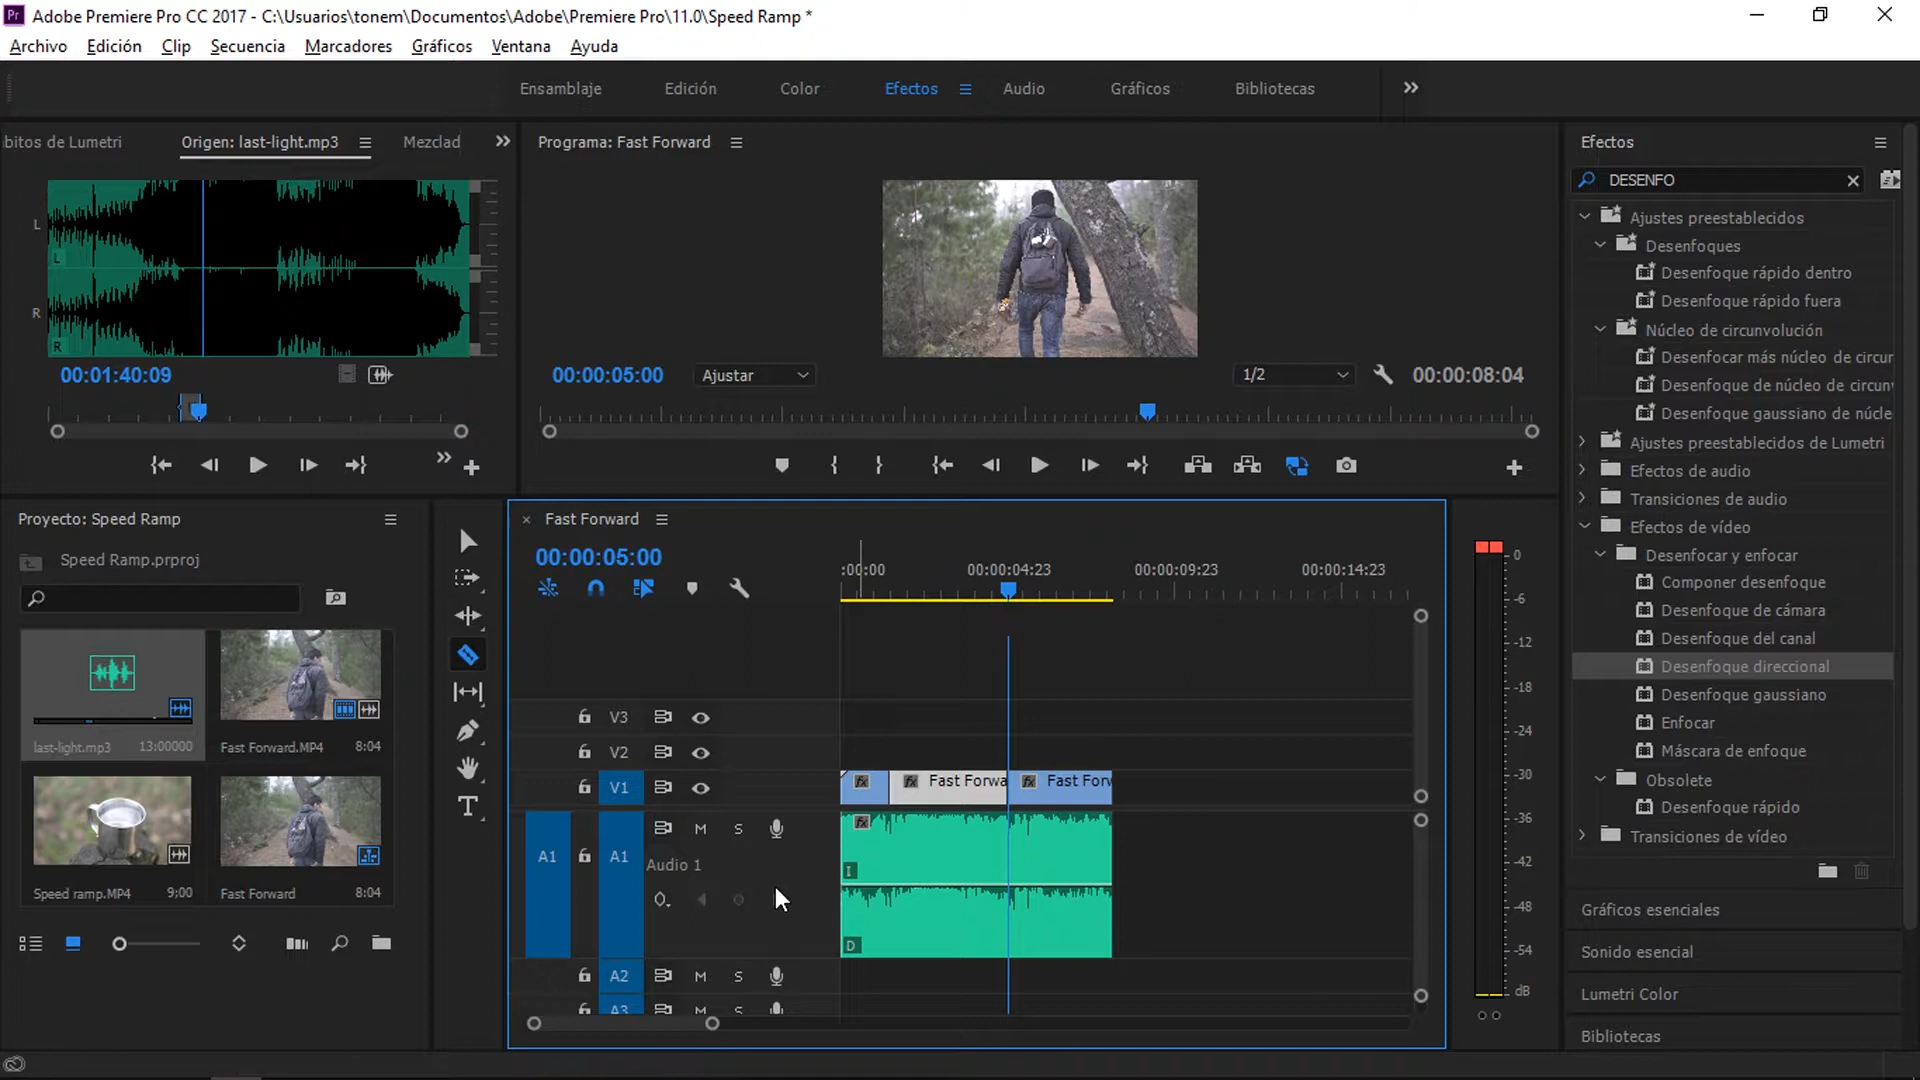 Adobe Premiere Pro CC 2017 - C:\Usuarios\tonem\Documentos\Adobe\Premiere Pro\11.0\Speed Ramp *
Archivo Edición Clip Secuencia Marcadores Gráficos Ventana Ayuda
Ensamblaje Edición Color Efectos Audio Gráficos Bibliotecas
bitos de Lumetri Origen: last-light.mp3 Mezclad
L
L
R
R
00:01:40:09
Programa: Fast Forward
00:00:05:00 Ajustar 1/2 00:00:08:04
Proyecto: Speed Ramp
Speed Ramp.prproj
last-light.mp3 13:00000
Fast Forward.MP4 8:04
Speed ramp.MP4 9:00
Fast Forward 8:04
Fast Forward
00:00:05:00
:00:00 00:00:04:23 00:00:09:23 00:00:14:23
V3
V2
V1 fx fx Fast Forwa fx Fast Forw
A1 A1 M S fx
Audio 1
I
D
A2 M S
A3 M S
0
-6
-12
-18
-24
-30
-36
-42
-48
-54
dB
Efectos
DESENFO
Ajustes preestablecidos
Desenfoques
Desenfoque rápido dentro
Desenfoque rápido fuera
Núcleo de circunvolución
Desenfocar más núcleo de circur
Desenfoque de núcleo de circunv
Desenfoque gaussiano de núcle
Ajustes preestablecidos de Lumetri
Efectos de audio
Transiciones de audio
Efectos de vídeo
Desenfocar y enfocar
Componer desenfoque
Desenfoque de cámara
Desenfoque del canal
Desenfoque direccional
Desenfoque gaussiano
Enfocar
Máscara de enfoque
Obsolete
Desenfoque rápido
Transiciones de vídeo
Gráficos esenciales
Sonido esencial
Lumetri Color
Bibliotecas